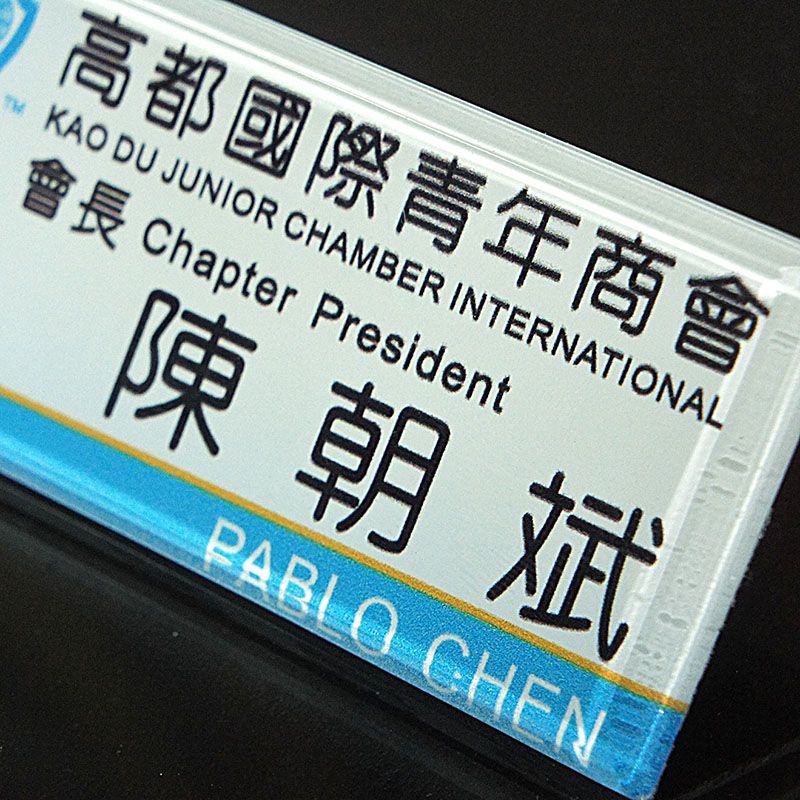 高都國際青年商會
KAO DU JUNIOR CHAMBER INTERNATIONAL
會長 Chapter President
陳朝斌
PABLO CHEN
TM